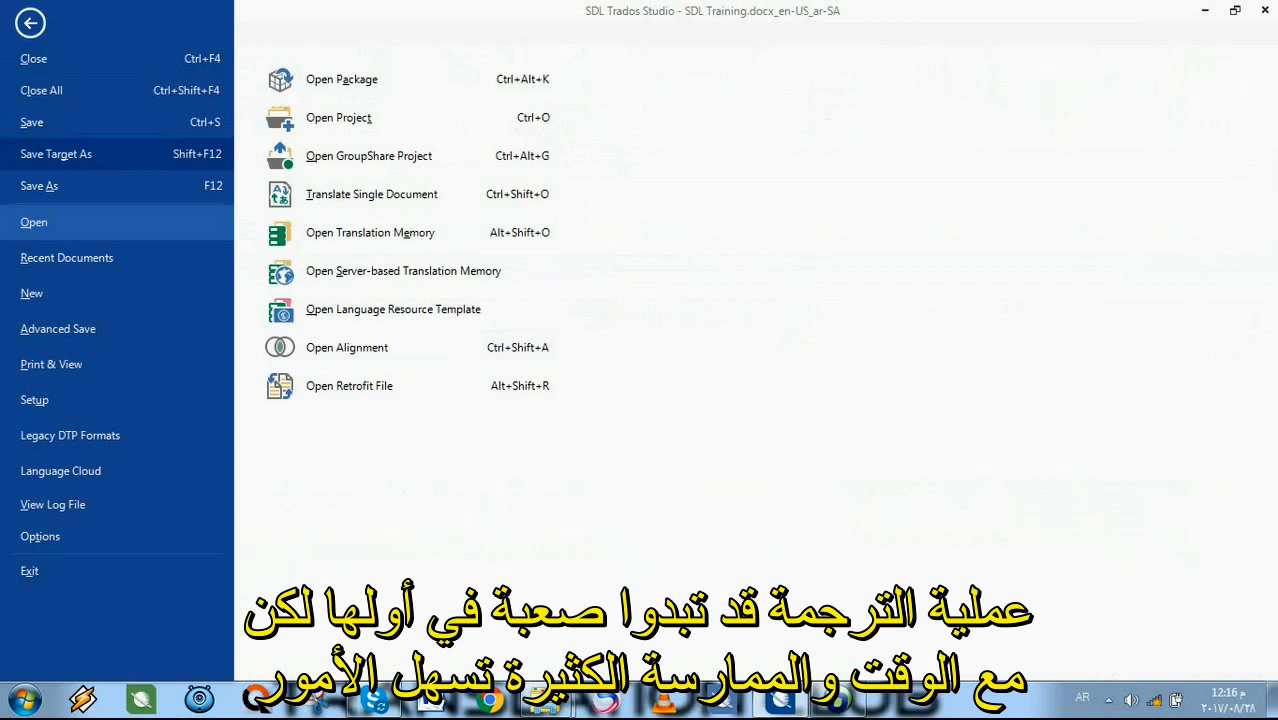 SDL Trados Studio - SDL Training.docx_en-US_ar-SA
Close Ctrl+F4
Close All Ctrl+Shift+F4
Save Ctrl+S
Save Target As Shift+F12
Save As F12
Open
Recent Documents
New
Advanced Save
Print & View
Setup
Legacy DTP Formats
Language Cloud
View Log File
Options
Exit
Open Package Ctrl+Alt+K
Open Project Ctrl+O
Open GroupShare Project Ctrl+Alt+G
Translate Single Document Ctrl+Shift+O
Open Translation Memory Alt+Shift+O
Open Server-based Translation Memory
Open Language Resource Template
Open Alignment Ctrl+Shift+A
Open Retrofit File Alt+Shift+R
عملية الترجمة قد تبدوا صعبة في أولها لكن
مع الوقت والممارسة الكثيرة تسهل الأمور
AR
12:16 م
٢٠١٧/٠٨/٢٨